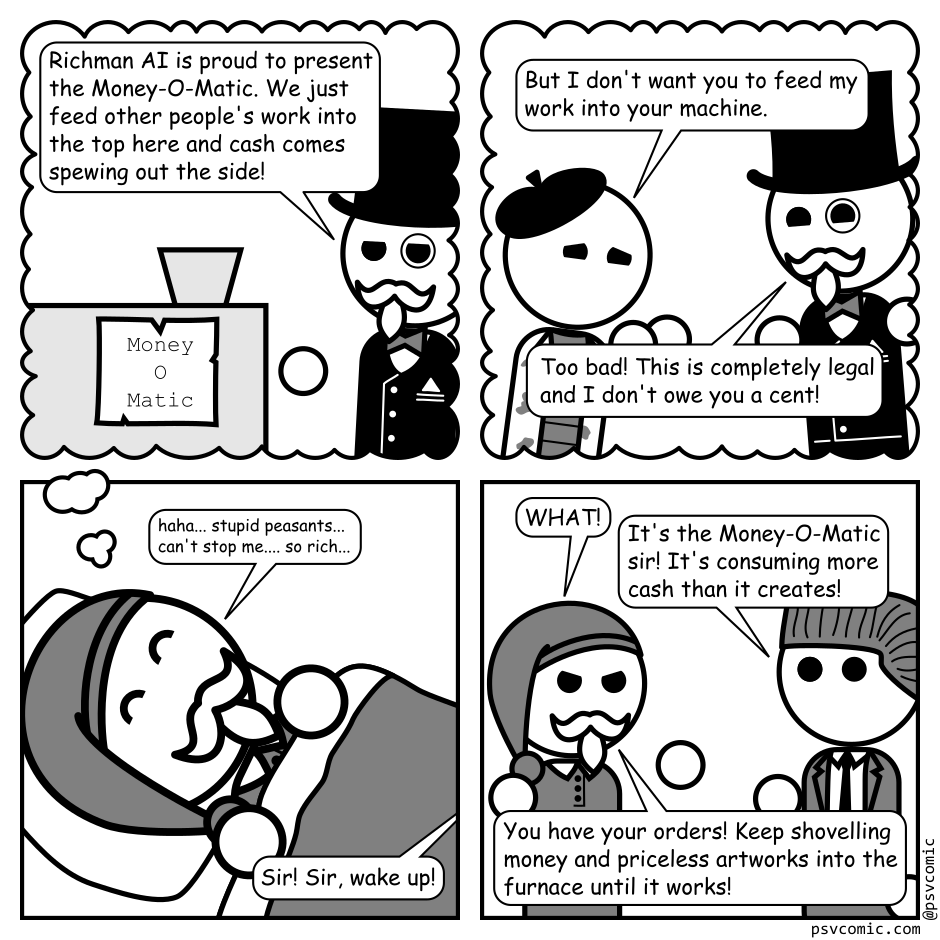 Richman AI is proud to present
the Money-O-Matic. We just
feed other people's work into
the top here and cash comes
spewing out the side!
Money
O
Matic
But I don't want you to feed my
work into your machine.
Too bad! This is completely legal
and I don't owe you a cent!
haha... stupid peasants...
can't stop me.... so rich...
Sir! Sir, wake up!
WHAT!
It's the Money-O-Matic
sir! It's consuming more
cash than it creates!
You have your orders! Keep shovelling
money and priceless artworks into the
furnace until it works!
@psvcomic
psvcomic.com